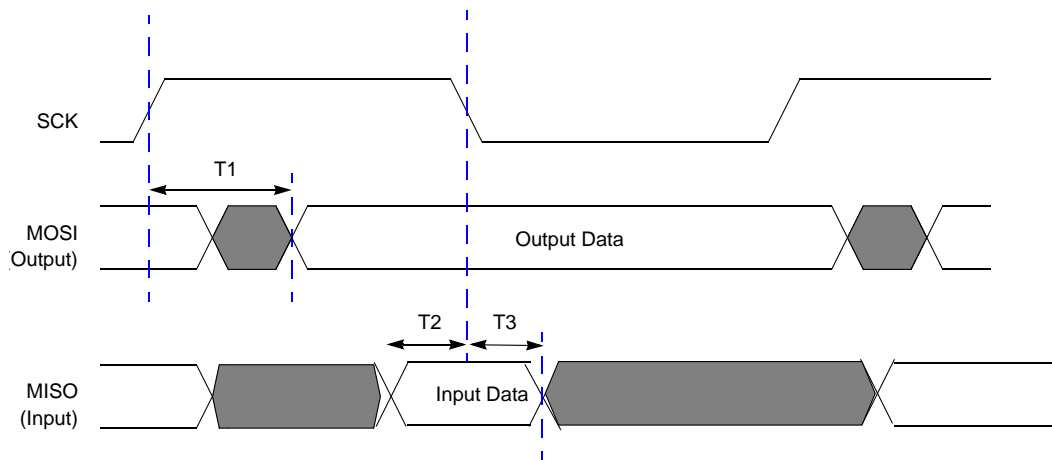 SCK
T1
MOSI
(Output)
Output Data
T2
T3
MISO
(Input)
Input Data